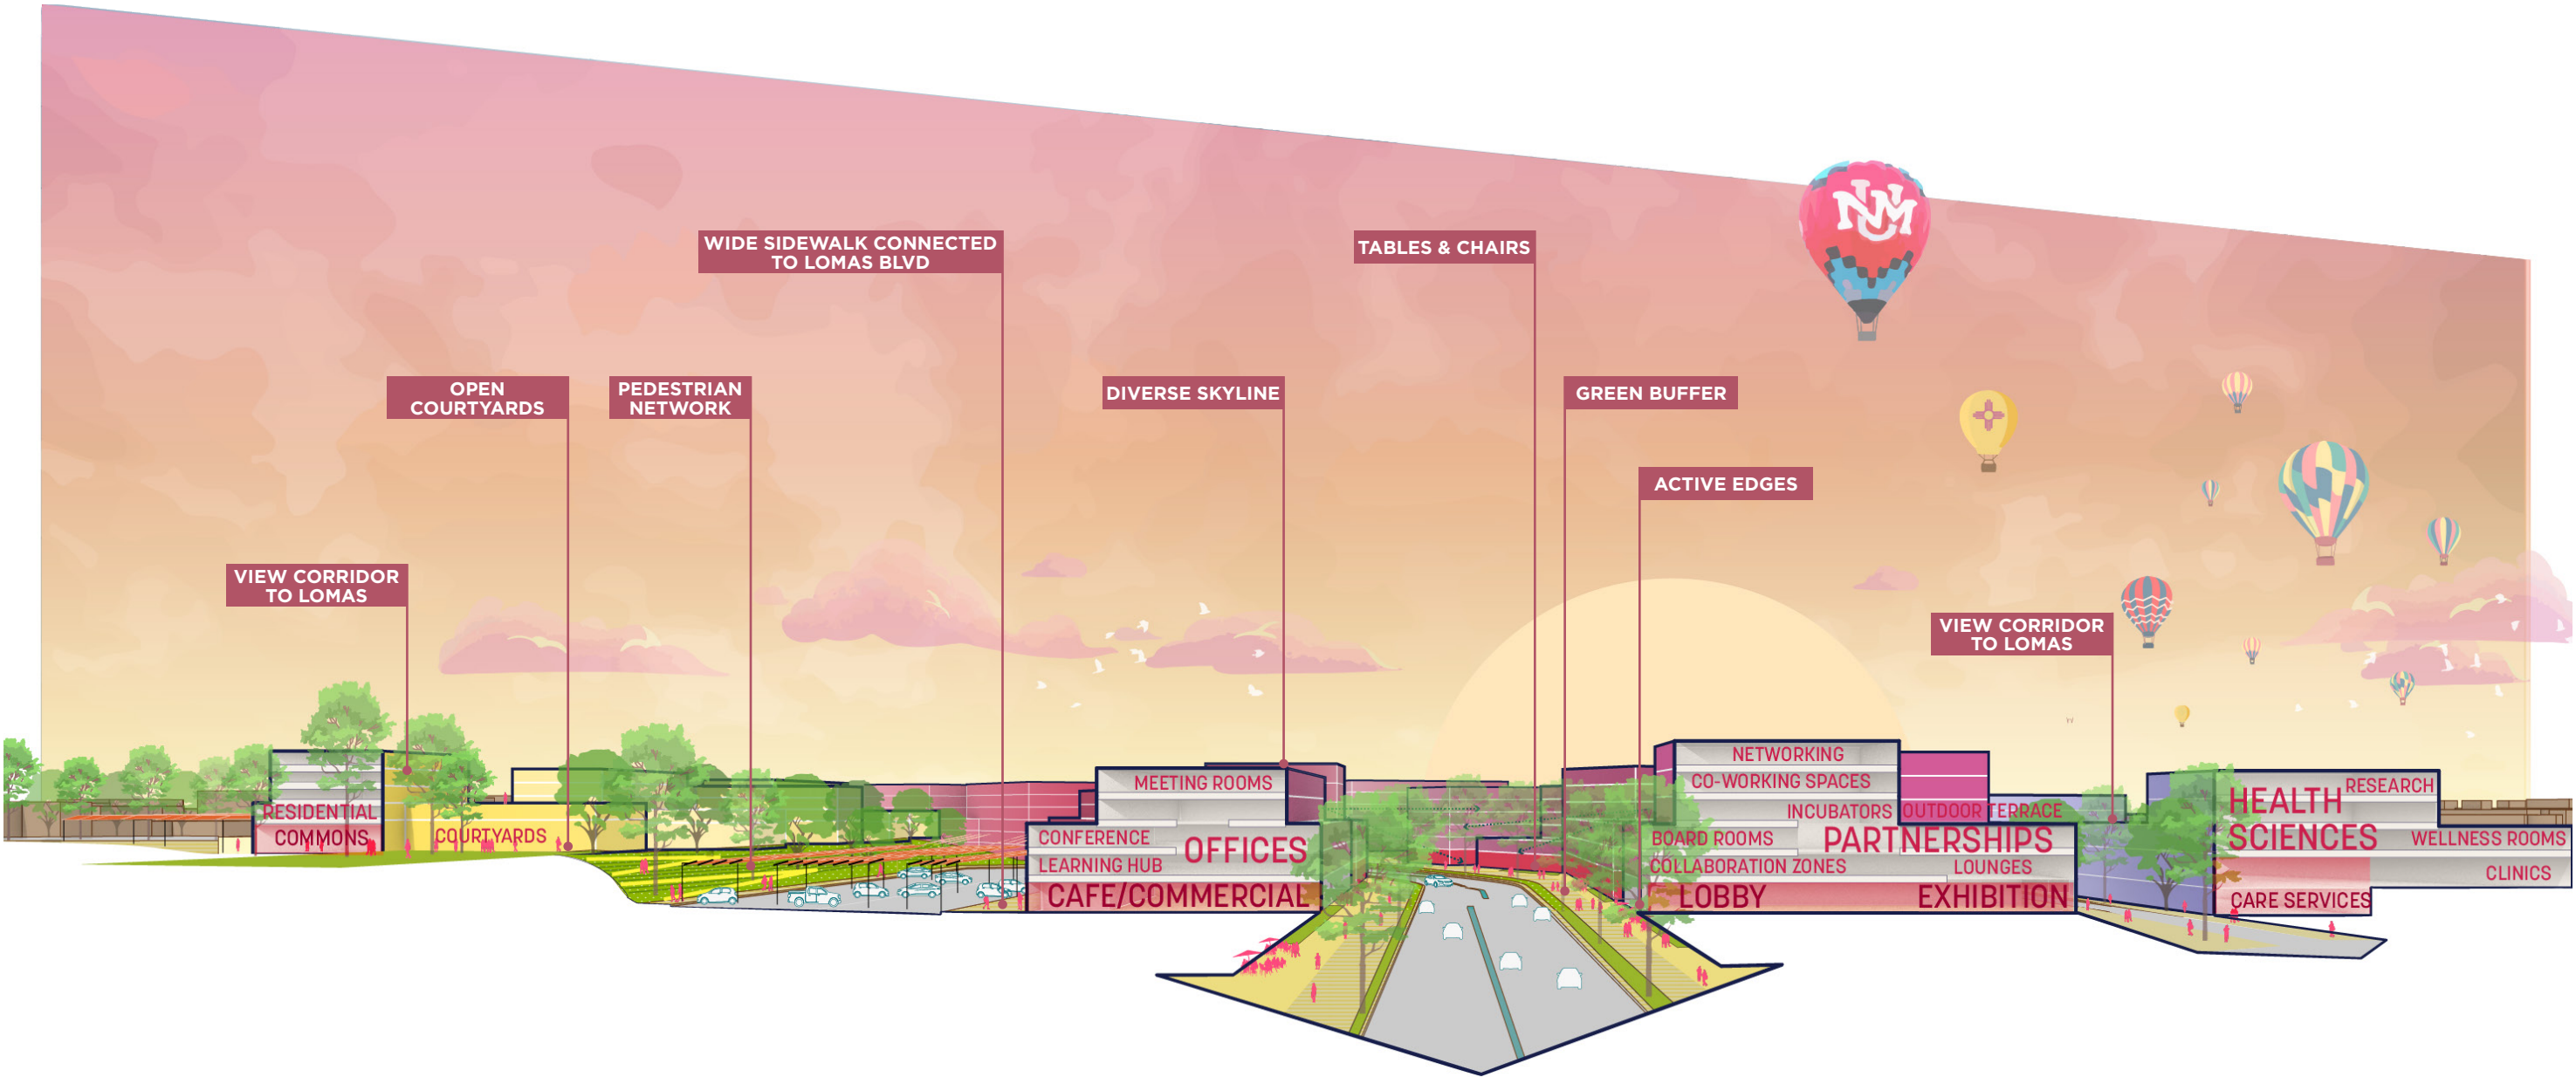 WIDE SIDEWALK CONNECTED
TO LOMAS BLVD
TABLES & CHAIRS
UNM
OPEN
COURTYARDS
PEDESTRIAN
NETWORK
DIVERSE SKYLINE
GREEN BUFFER
ACTIVE EDGES
VIEW CORRIDOR
TO LOMAS
VIEW CORRIDOR
TO LOMAS
RESIDENTIAL
COMMONS
COURTYARDS
MEETING ROOMS
CONFERENCE
OFFICES
LEARNING HUB
CAFE/COMMERCIAL
NETWORKING
CO-WORKING SPACES
INCUBATORS
OUTDOOR TERRACE
BOARD ROOMS
PARTNERSHIPS
COLLABORATION ZONES
LOUNGES
LOBBY
EXHIBITION
HEALTH
SCIENCES
RESEARCH
WELLNESS ROOMS
CLINICS
CARE SERVICES